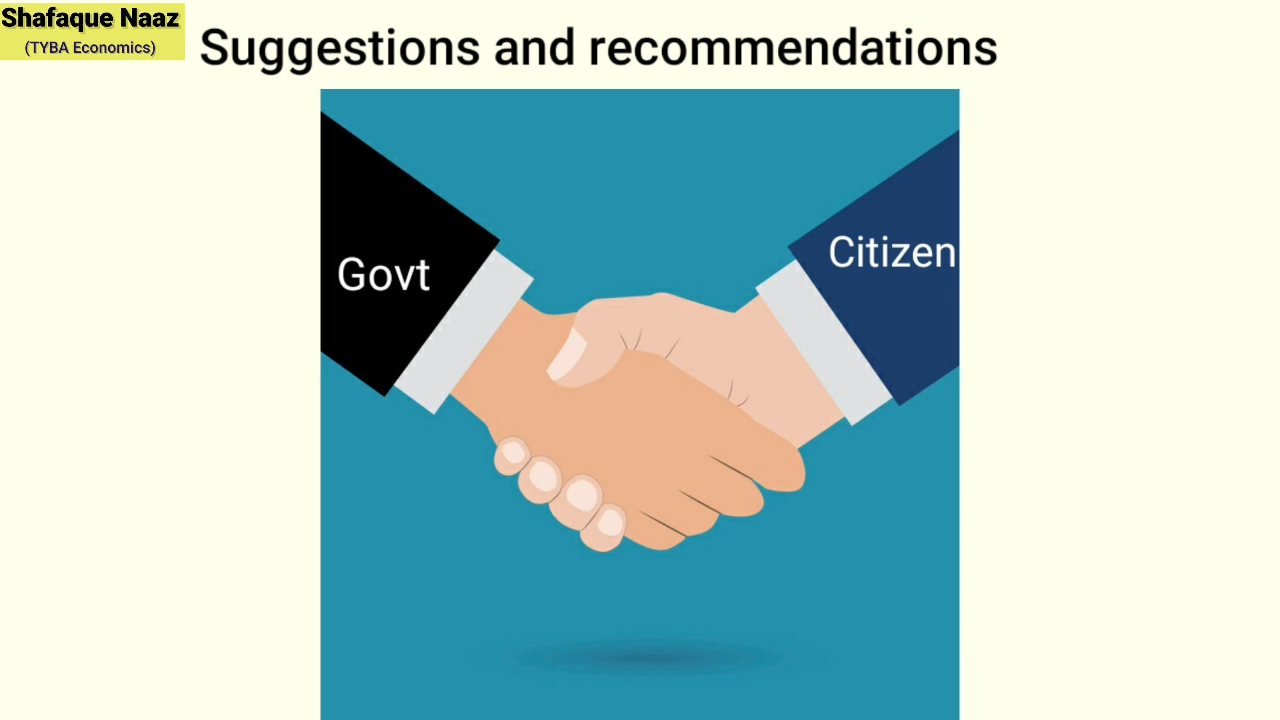 Shafaque Naaz
(TYBA Economics)
Suggestions and recommendations
Govt
Citizen